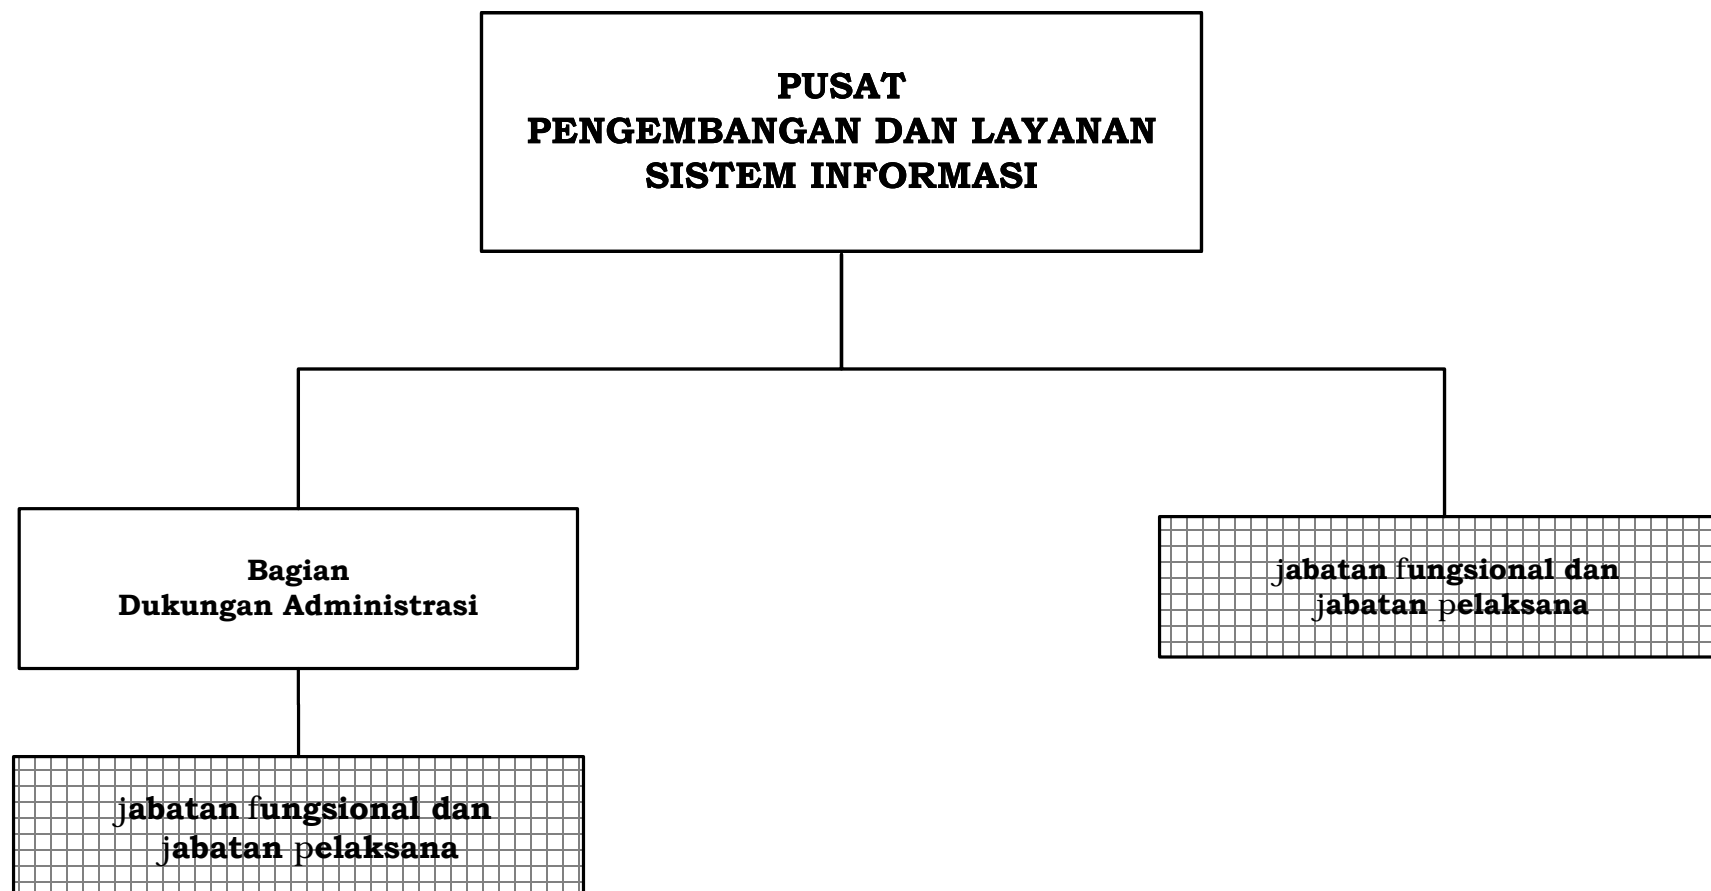 PUSAT
PENGEMBANGAN DAN LAYANAN
SISTEM INFORMASI
Bagian
Dukungan Administrasi
jabatan fungsional dan
jabatan pelaksana
jabatan fungsional dan
jabatan pelaksana